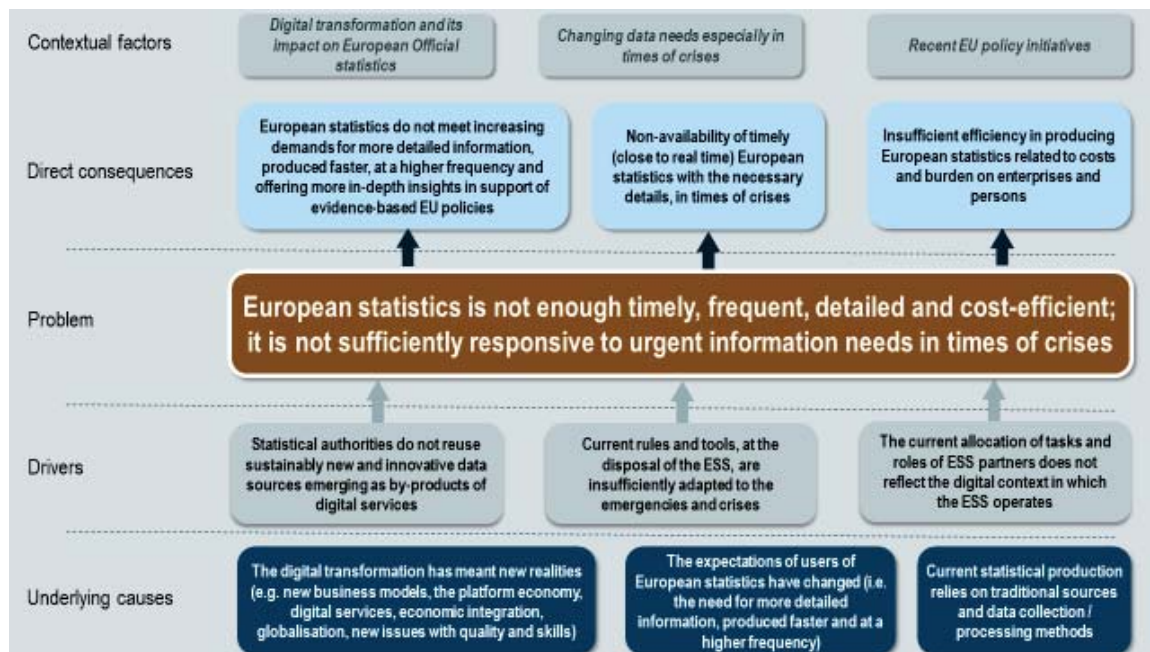 Contextual factors
Digital transformation and its
impact on European Official
statistics
Changing data needs especially in
times of crises
Recent EU policy initiatives
Direct consequences
European statistics do not meet increasing
demands for more detailed information,
produced faster, at a higher frequency and
offering more in-depth insights in support of
evidence-based EU policies
Non-availability of timely
(close to real time) European
statistics with the necessary
details, in times of crises
Insufficient efficiency in producing
European statistics related to costs
and burden on enterprises and
persons
Problem
European statistics is not enough timely, frequent, detailed and cost-efficient;
it is not sufficiently responsive to urgent information needs in times of crises
Drivers
Statistical authorities do not reuse
sustainably new and innovative data
sources emerging as by-products of
digital services
Current rules and tools, at the
disposal of the ESS, are
insufficiently adapted to the
emergencies and crises
The current allocation of tasks and
roles of ESS partners does not
reflect the digital context in which
the ESS operates
Underlying causes
The digital transformation has meant new realities
(e.g. new business models, the platform economy,
digital services, economic integration,
globalisation, new issues with quality and skills)
The expectations of users of
European statistics have changed (i.e.
the need for more detailed
information, produced faster and at a
higher frequency)
Current statistical production
relies on traditional sources
and data collection /
processing methods